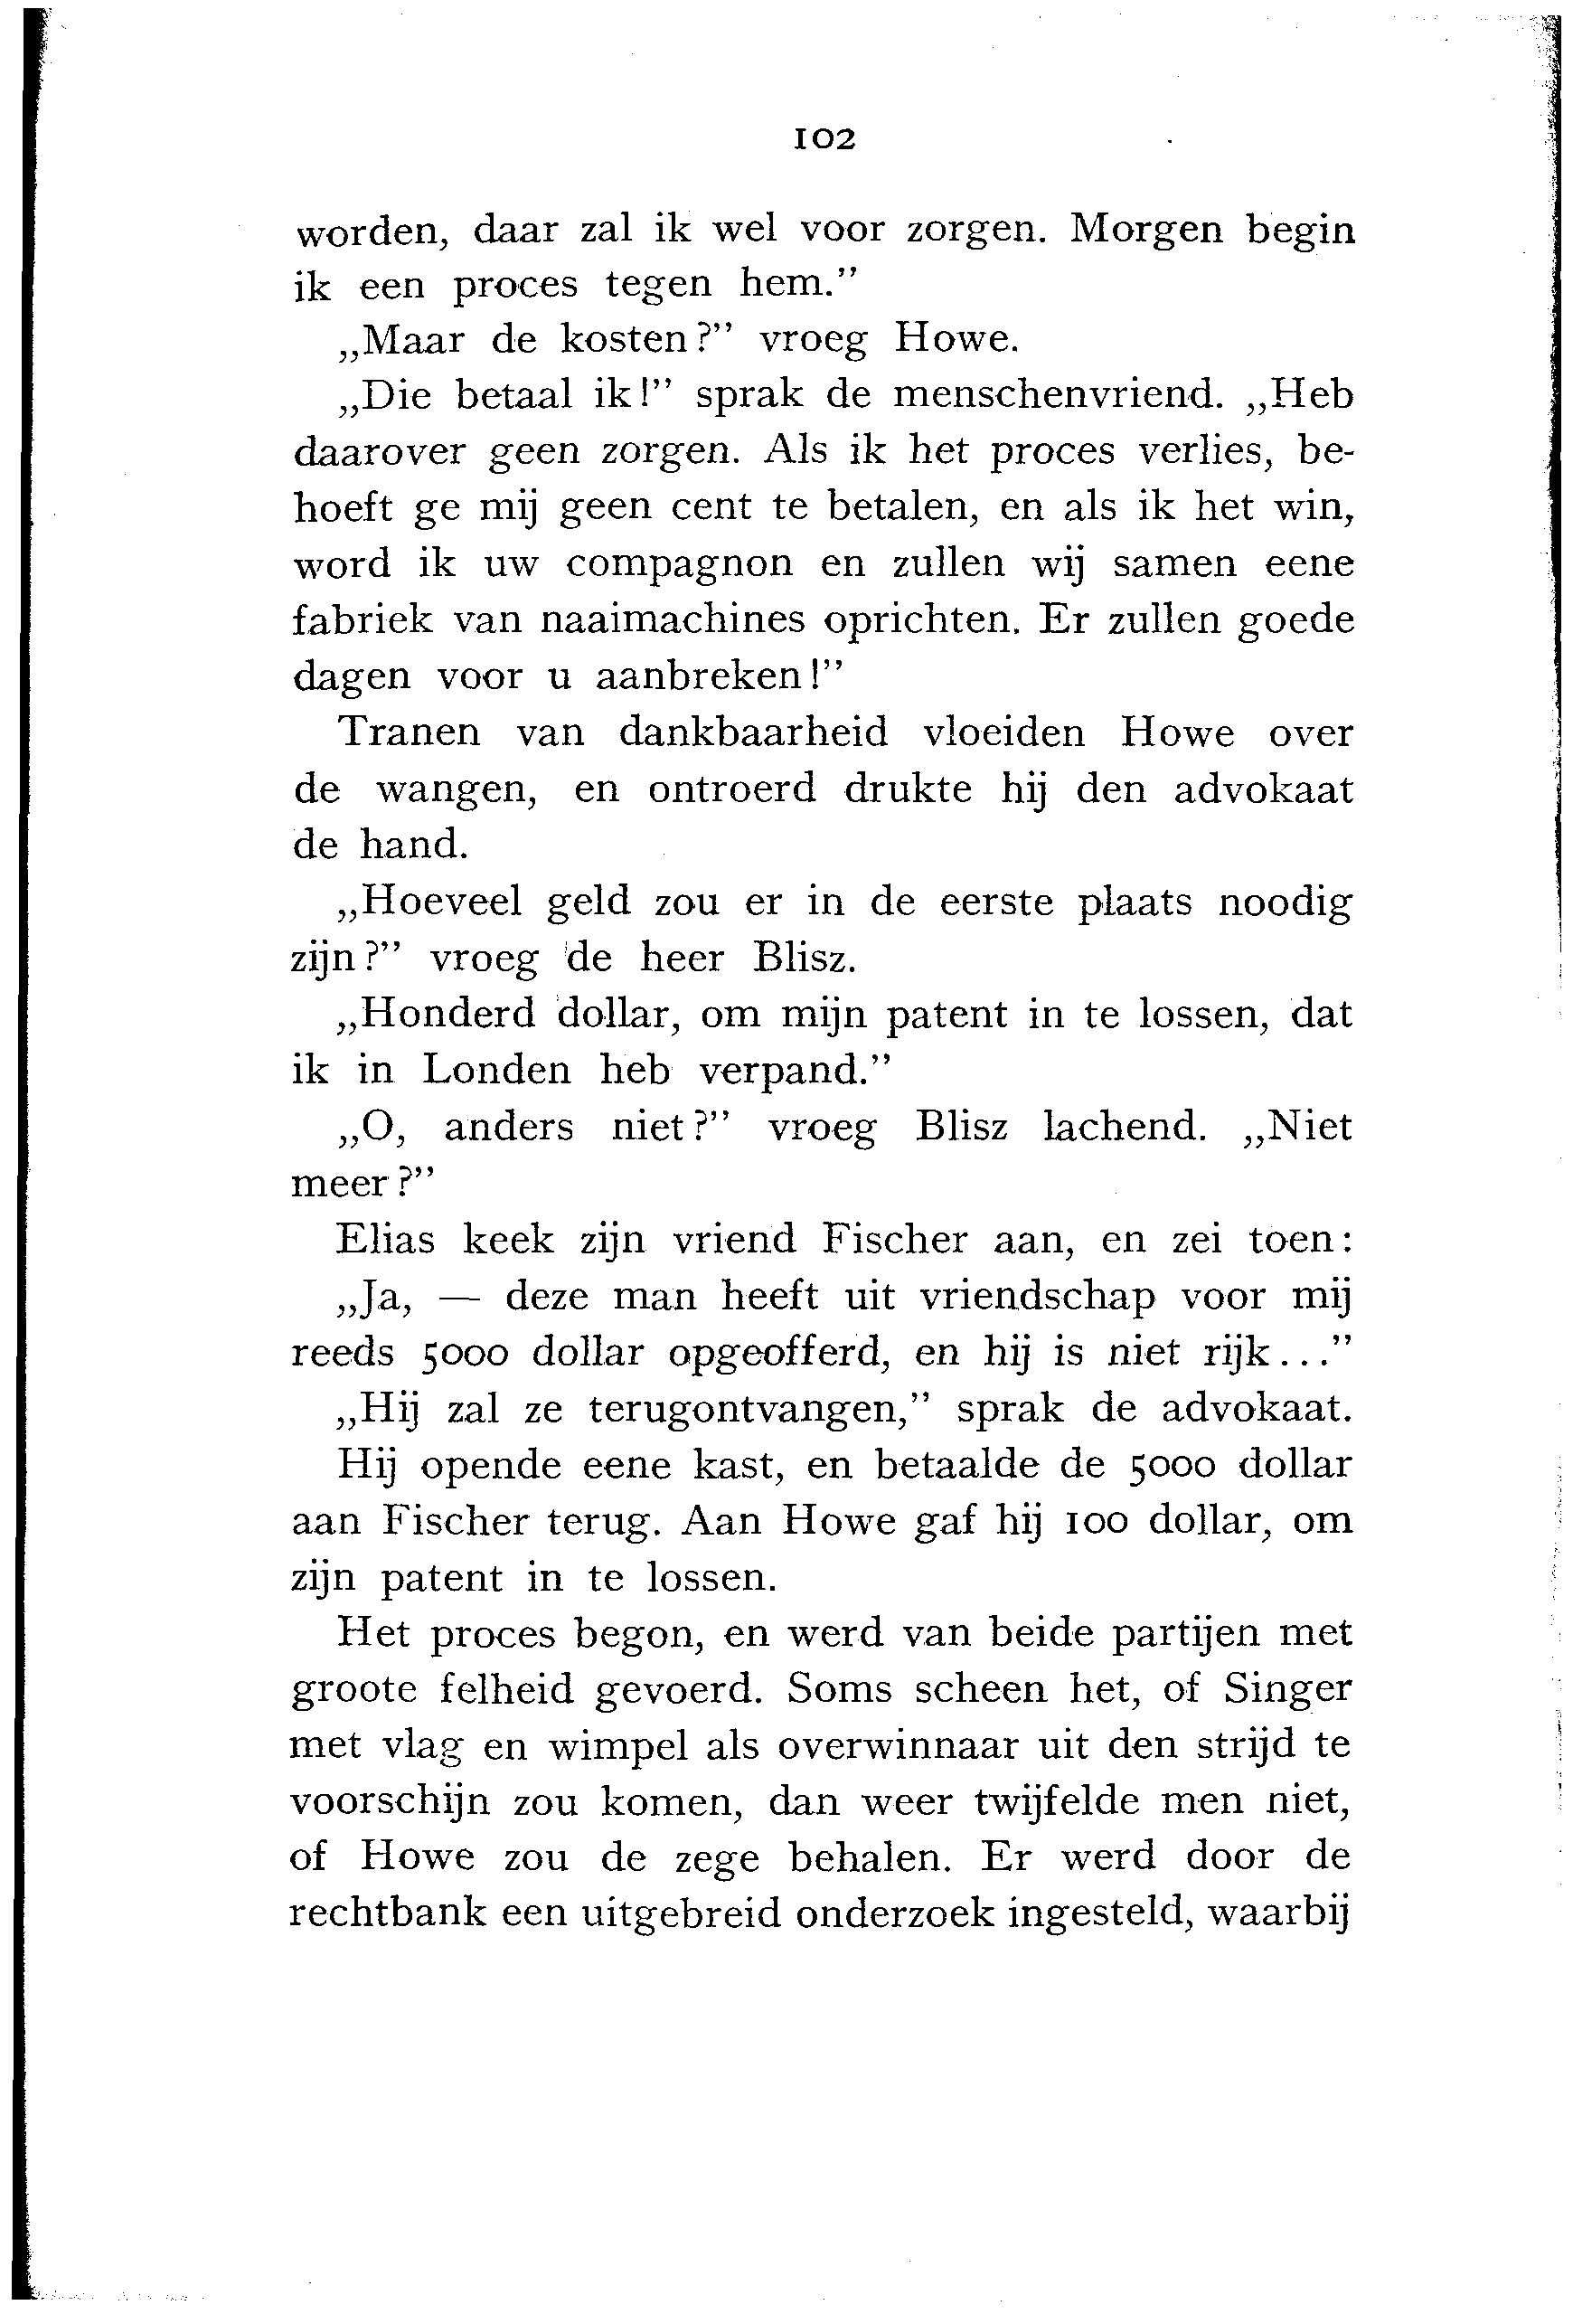 102
worden, daar zal ik wel voor zorgen. Morgen begin
ik een proces tegen hem.”
„Maar de kosten?” vroeg Howe.
„Die betaal ik!” sprak de menschenvriend. „Heb
daarover geen zorgen. Als ik het proces verlies, be-
hoeft ge mij geen cent te betalen, en als ik het win,
word ik uw compagnon en zullen wij samen eene
fabriek van naaimachines oprichten. Er zullen goede
dagen voor u aanbreken!”
Tranen van dankbaarheid vloeiden Howe over
de wangen, en ontroerd drukte hij den advokaat
de hand.
„Hoeveel geld zou er in de eerste plaats noodig
zijn?” vroeg de heer Blisz.
„Honderd dollar, om mijn patent in te lossen, dat
ik in Londen heb verpand.”
„O, anders niet?” vroeg Blisz lachend. „Niet
meer?”
Elias keek zijn vriend Fischer aan, en zei toen:
„Ja, — deze man heeft uit vriendschap voor mij
reeds 5000 dollar opgeofferd, en hij is niet rijk...”
„Hij zal ze terugontvangen,” sprak de advokaat.
Hij opende eene kast, en betaalde de 5000 dollar
aan Fischer terug. Aan Howe gaf hij 100 dollar, om
zijn patent in te lossen.
Het proces begon, en werd van beide partijen met
groote felheid gevoerd. Soms scheen het, of Singer
met vlag en wimpel als overwinnaar uit den strijd te
voorschijn zou komen, dan weer twijfelde men niet,
of Howe zou de zege behalen. Er werd door de
rechtbank een uitgebreid onderzoek ingesteld, waarbij